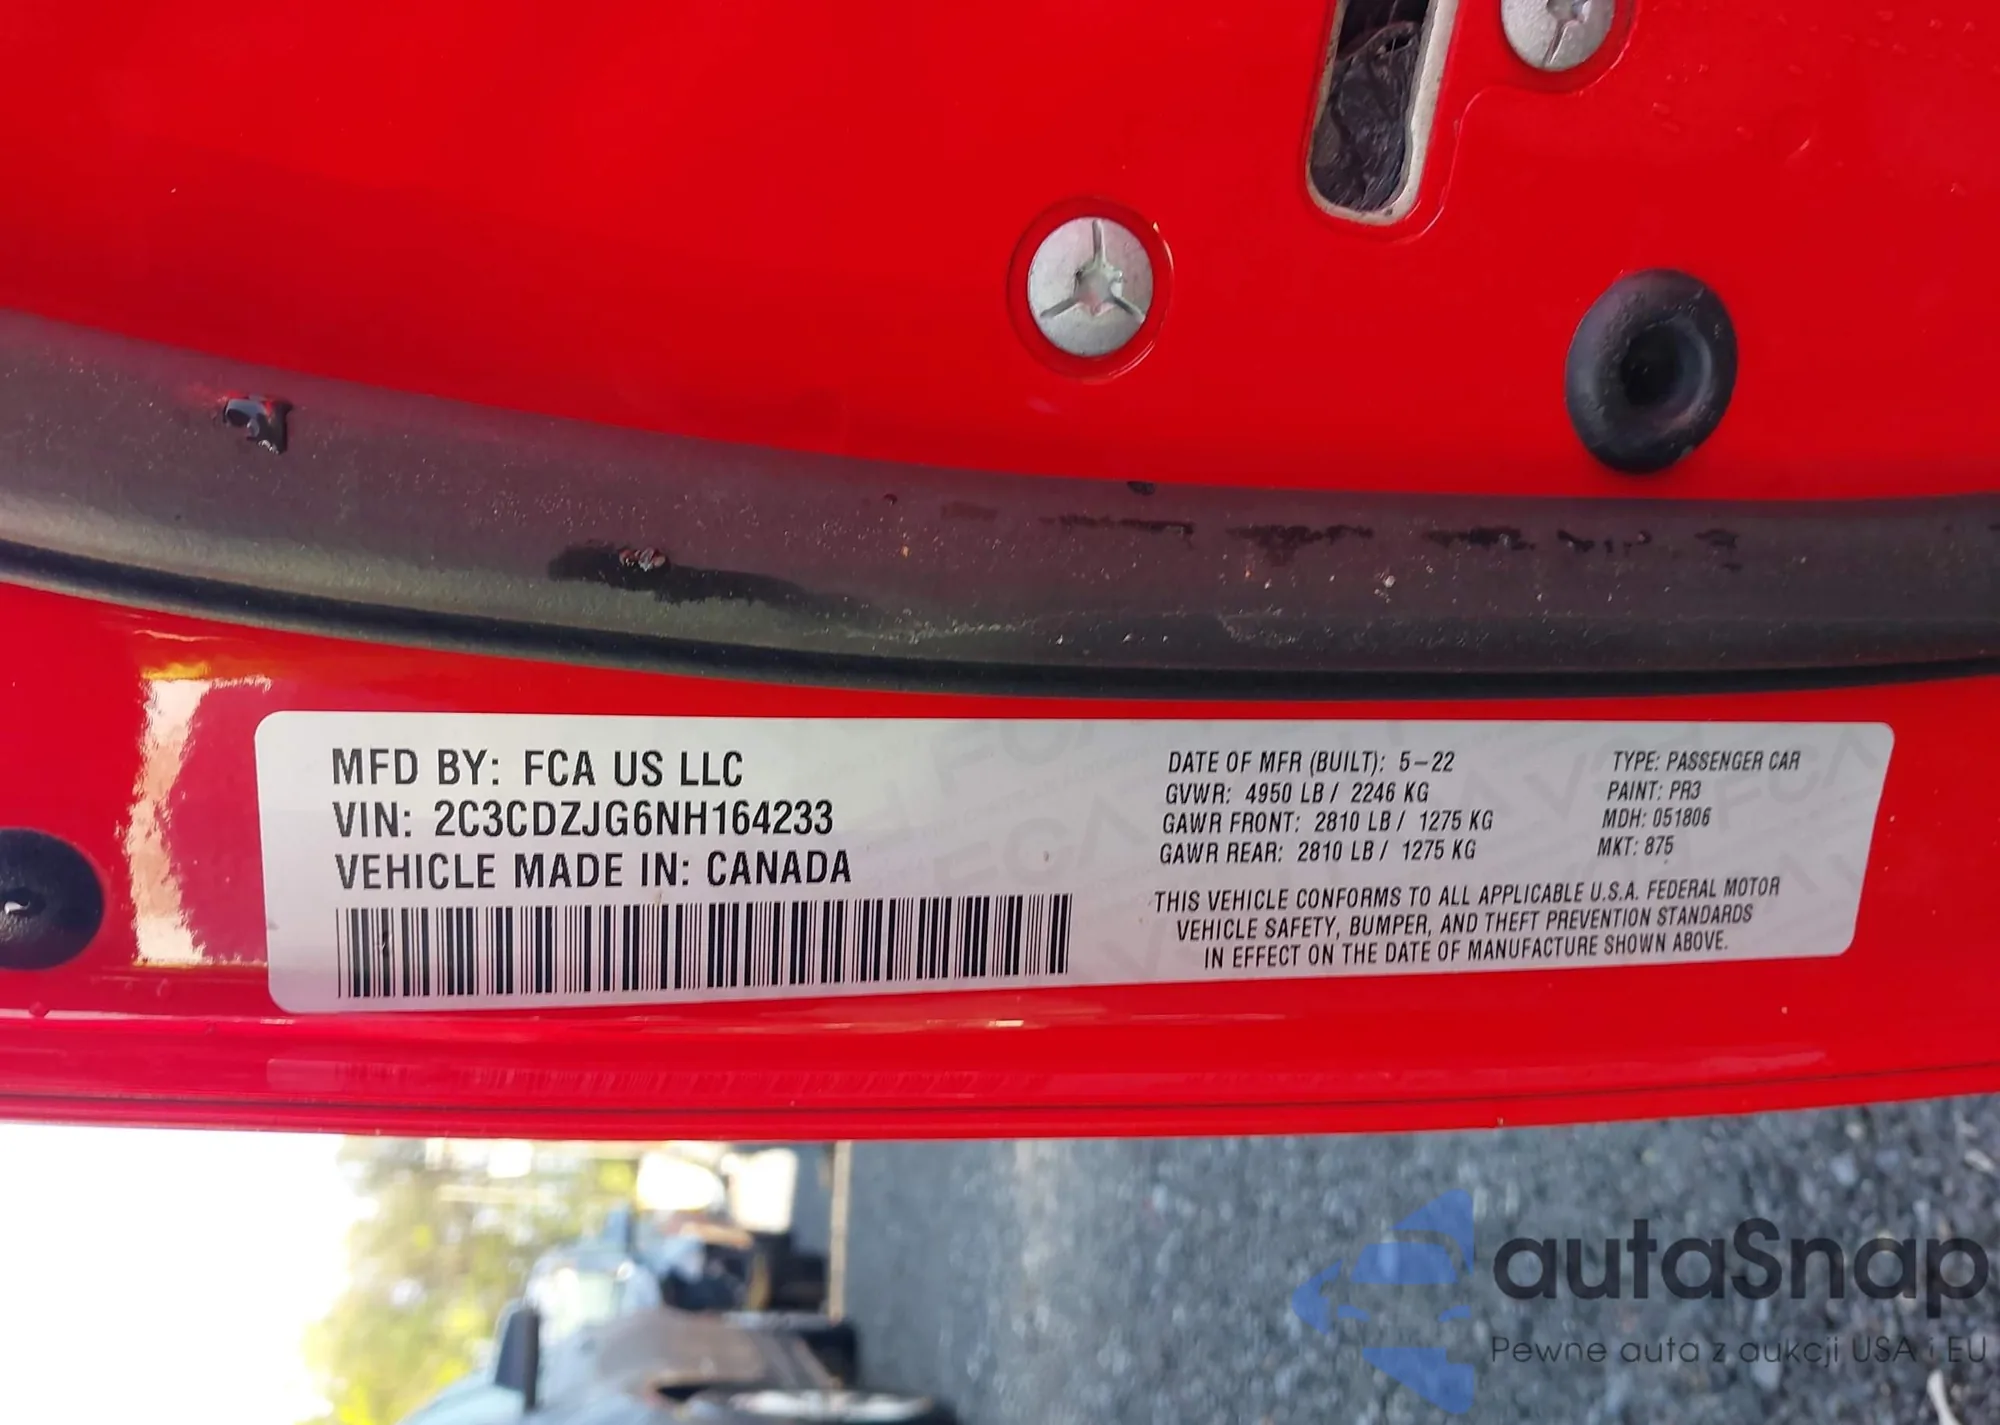 MFD BY: FCA US LLC
VIN: 2C3CDZJG6NH164233
VEHICLE MADE IN: CANADA
DATE OF MFR (BUILT): 5-22
GVWR: 4950 LB / 2246 KG
GAWR FRONT: 2810 LB / 1275 KG
GAWR REAR: 2810 LB / 1275 KG
TYPE: PASSENGER CAR
PAINT: PR3
MDH: 051806
MKT: 875
THIS VEHICLE CONFORMS TO ALL APPLICABLE U.S.A. FEDERAL MOTOR
VEHICLE SAFETY, BUMPER, AND THEFT PREVENTION STANDARDS
IN EFFECT ON THE DATE OF MANUFACTURE SHOWN ABOVE.
autaSnap
Pewne auta z aukcji USA i EU